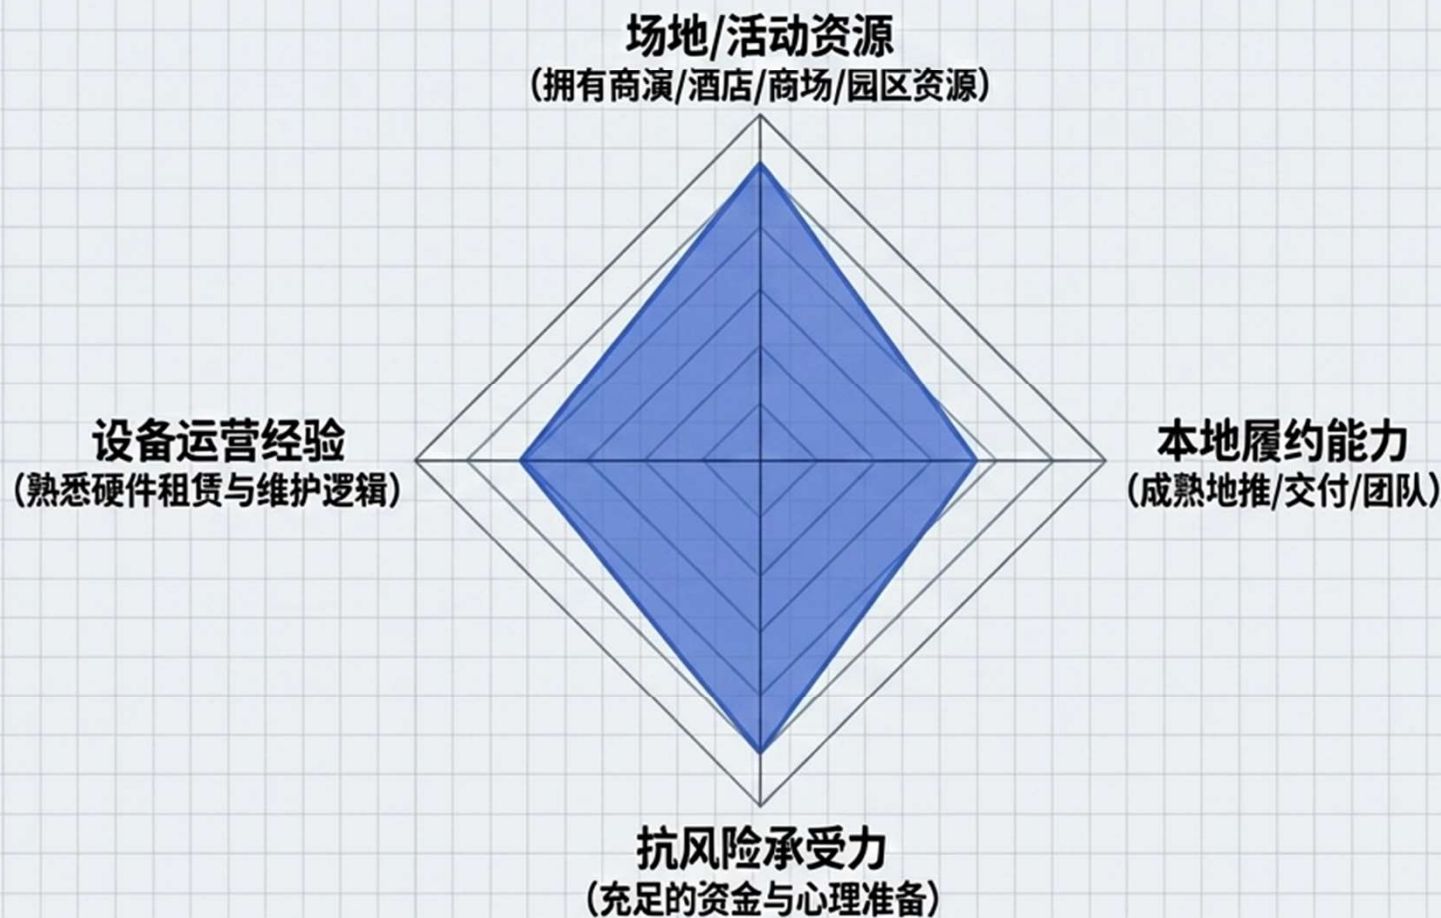 场地/活动资源
（拥有商演/酒店/商场/园区资源）
设备运营经验
（熟悉硬件租赁与维护逻辑）
本地履约能力
（成熟地推/交付/团队）
抗风险承受力
（充足的资金与心理准备）